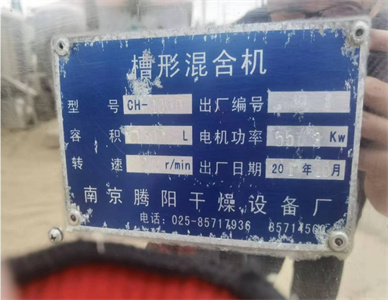 槽形混合机
型 号 CH- 出厂编号
容 积 L 电机功率 Kw
转 速 r/min 出厂日期 20 年 月
南京腾阳干燥设备厂
电话: 025-85717936 8571456